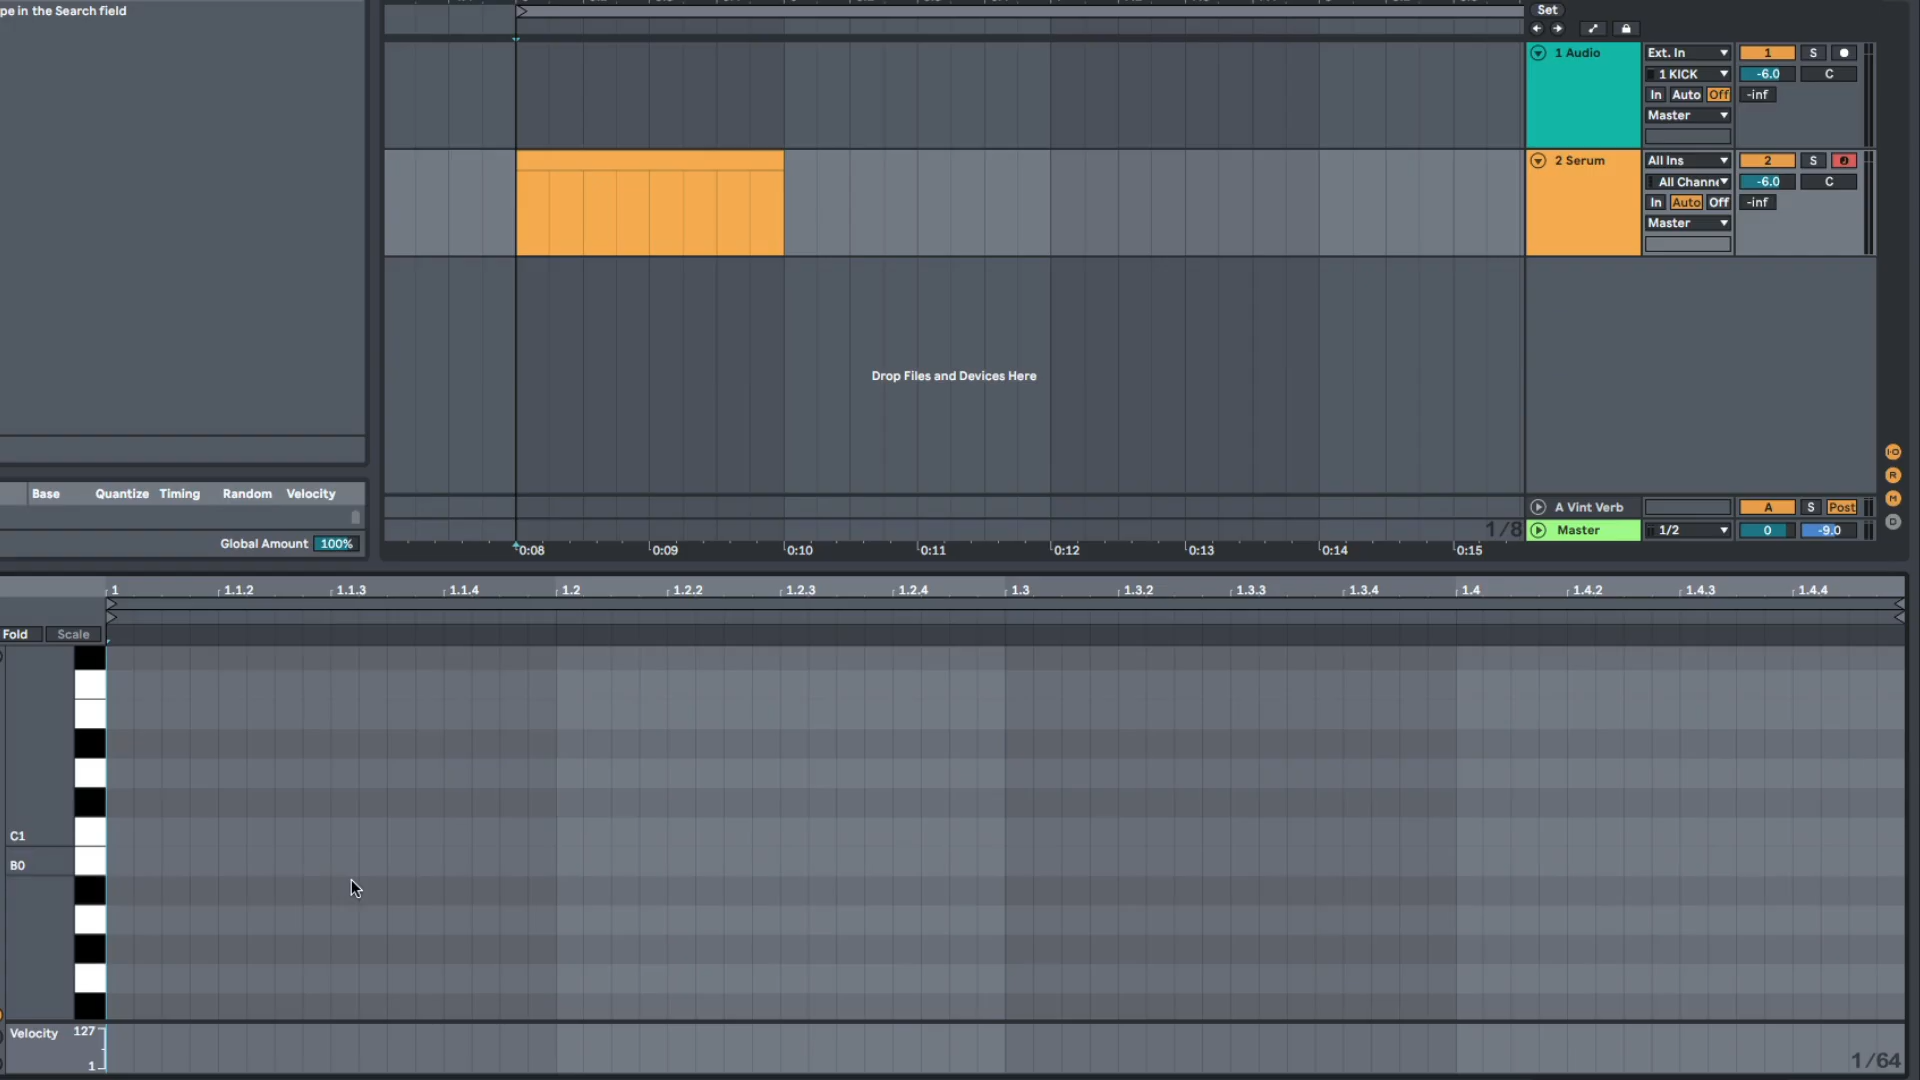 pe in the Search field
Set
1 Audio
Ext. In
1
S
1 KICK
-6.0
C
In Auto Off
-inf
Master
2 Serum
All Ins
2
S
All Channe
-6.0
C
In Auto Off
-inf
Master
Drop Files and Devices Here
I·O
R
M
D
Base Quantize Timing Random Velocity
Global Amount 100%
A Vint Verb
A
S
Post
1/8
Master
1/2
0
-9.0
0:08 0:09 0:10 0:11 0:12 0:13 0:14 0:15
1 1.1.2 1.1.3 1.1.4 1.2 1.2.2 1.2.3 1.2.4 1.3 1.3.2 1.3.3 1.3.4 1.4 1.4.2 1.4.3 1.4.4
Fold Scale
C1
B0
Velocity 127
1
1/64